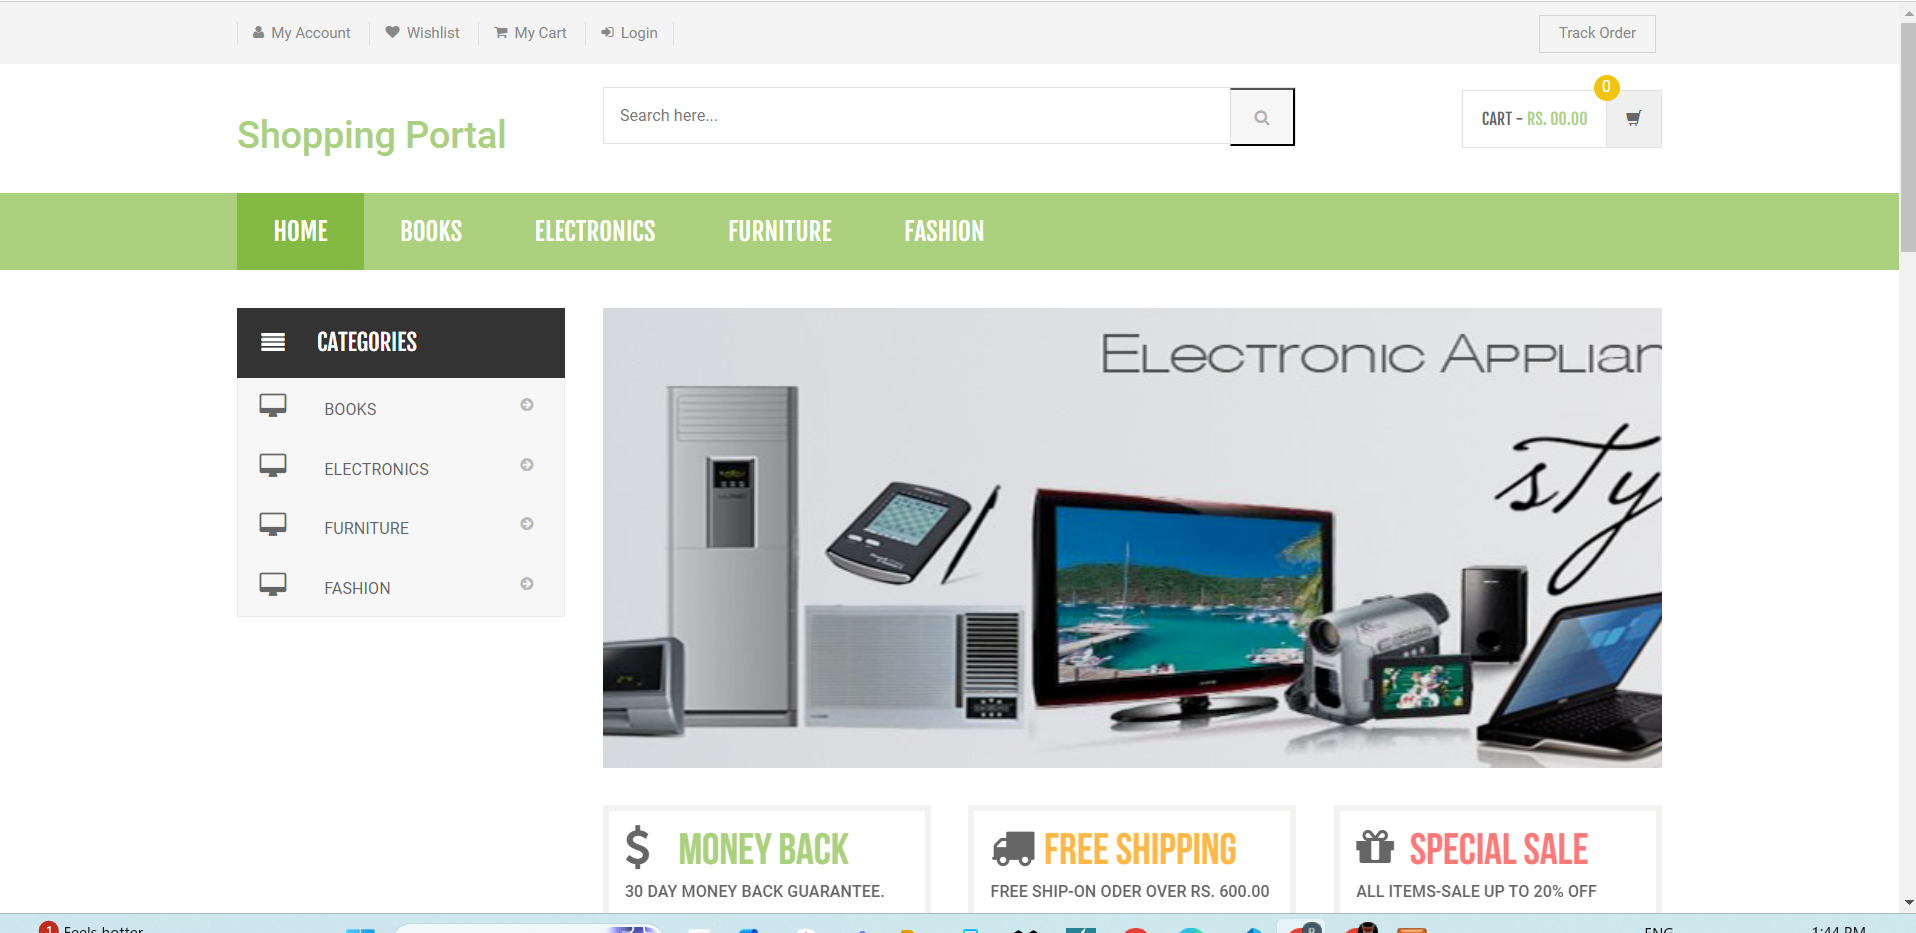 My Account
Wishlist
My Cart
Login
Track Order
Shopping Portal
Search here...
0
CART - RS. 00.00
HOME
BOOKS
ELECTRONICS
FURNITURE
FASHION
CATEGORIES
BOOKS
ELECTRONICS
FURNITURE
FASHION
Electronic Applian
sty
$ MONEY BACK
30 DAY MONEY BACK GUARANTEE.
FREE SHIPPING
FREE SHIP-ON ODER OVER RS. 600.00
SPECIAL SALE
ALL ITEMS-SALE UP TO 20% OFF
1
Feels hotter
ENG
1:44 PM